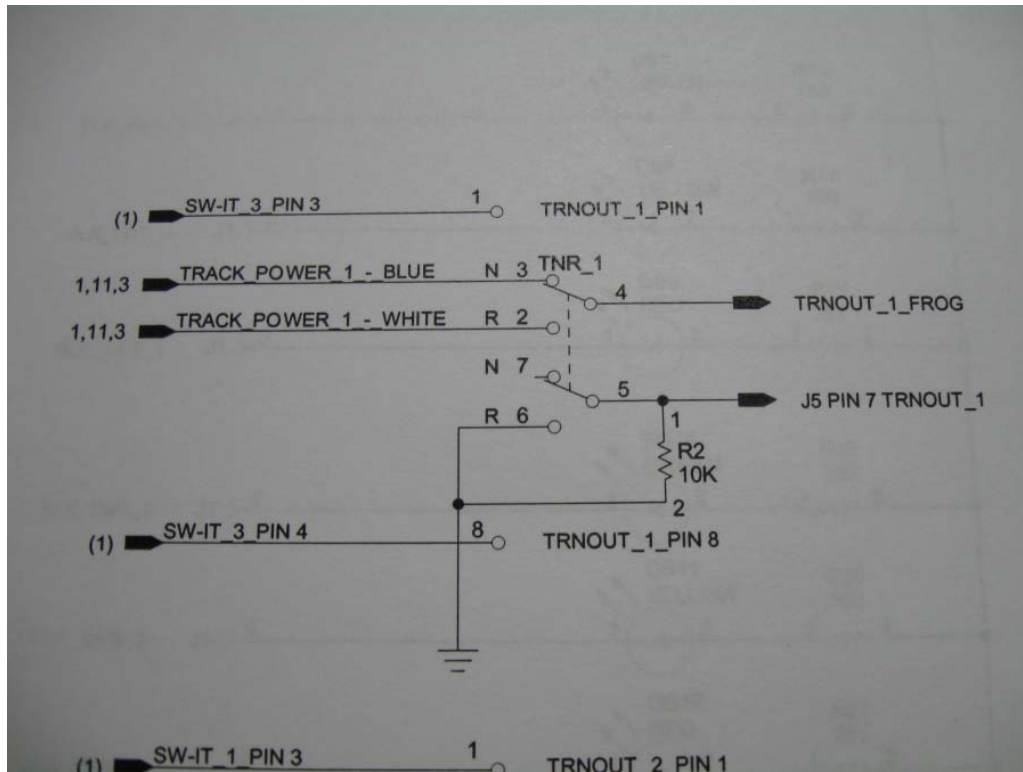 (1) SW-IT_3_PIN 3 1 TRNOUT_1_PIN 1
1,11,3 TRACK_POWER_1_-_BLUE N 3 TNR_1
4 TRNOUT_1_FROG
1,11,3 TRACK_POWER_1_-_WHITE R 2
N 7
5 J5 PIN 7 TRNOUT_1
R 6 1
R2
10K
2
(1) SW-IT_3_PIN 4 8 TRNOUT_1_PIN 8
(1) SW-IT_1_PIN 3 1 TRNOUT_2_PIN 1